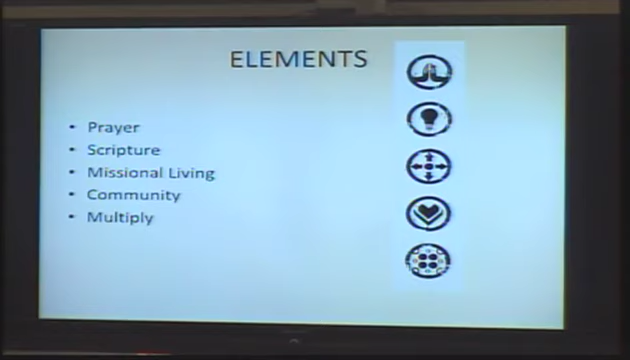 ELEMENTS
• Prayer
• Scripture
• Missional Living
• Community
• Multiply